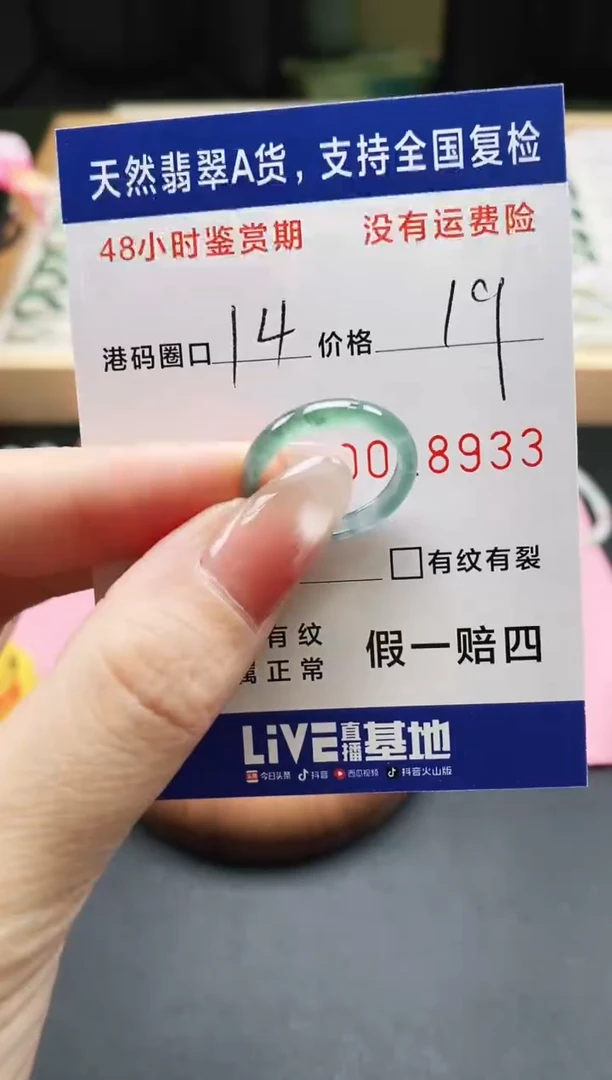 天然翡翠A货，支持全国复检
48小时鉴赏期 没有运费险
港码圈口 14 价格 19
00.8933
□有纹有裂
有纹
属正常 假一赔四
LiVE直播基地
今日头条 抖音 西瓜视频 抖音火山版